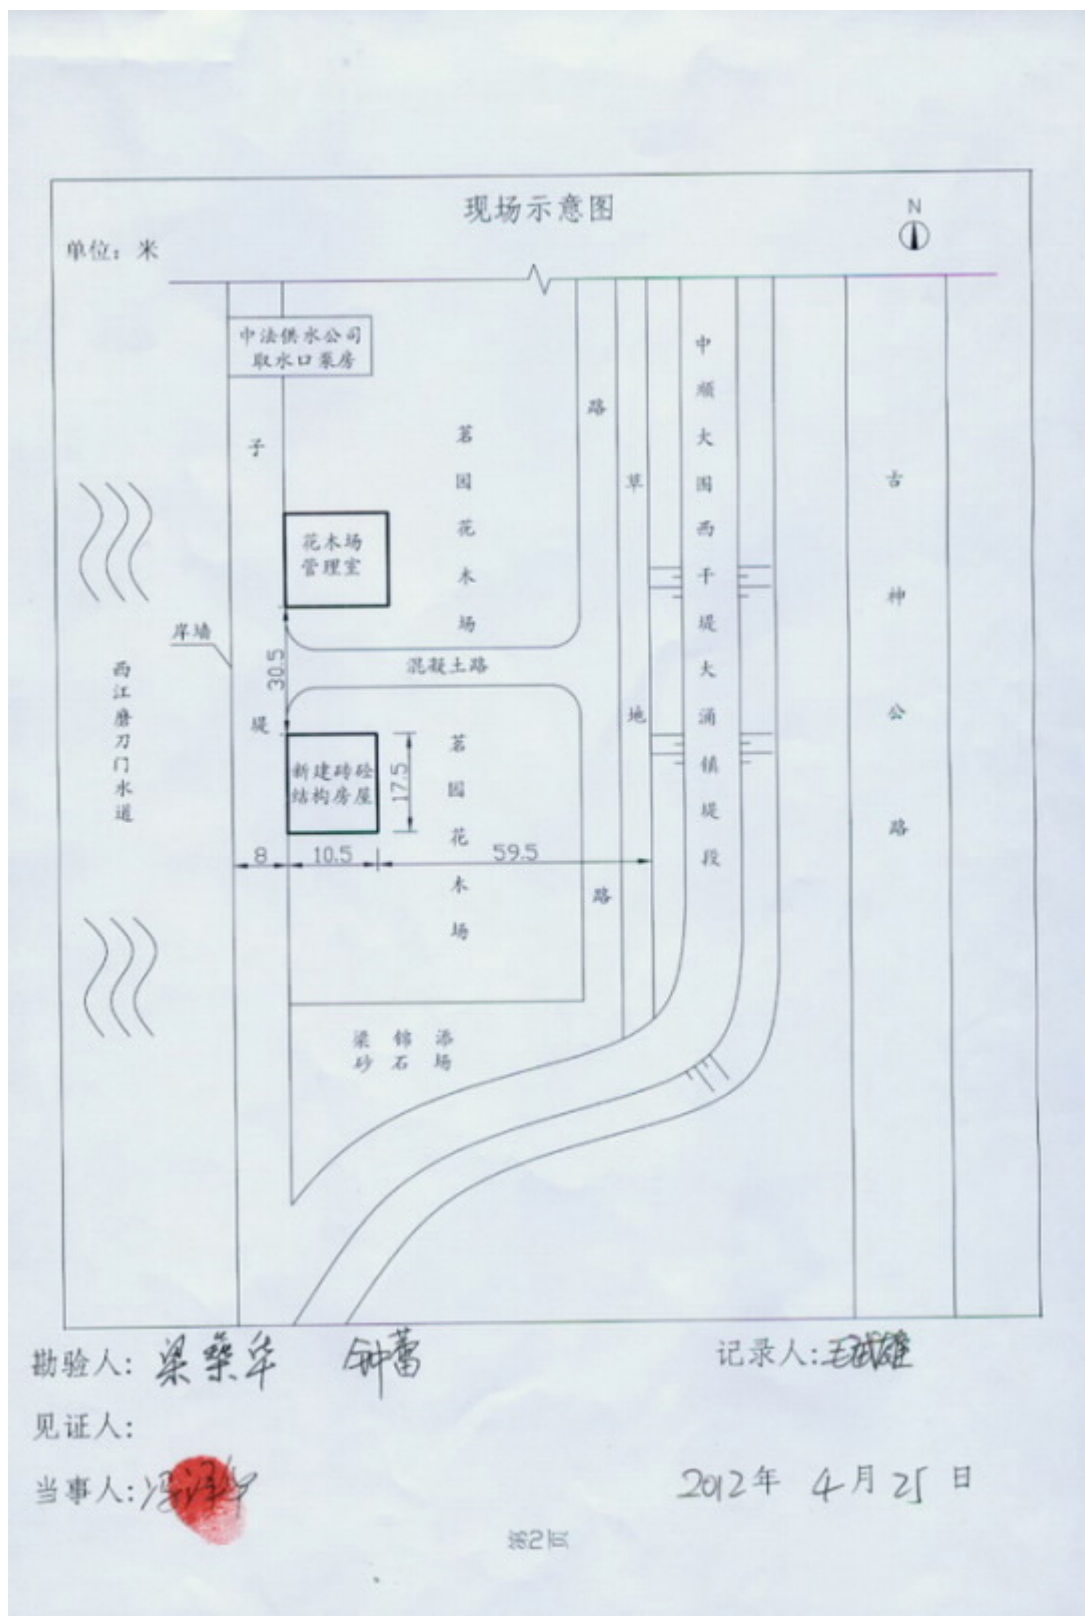 现场示意图
N
单位：米
中法供水公司
取水口泵房
子堤
岸墙
西江磨刀门水道
花木场
管理室
茗园花木场
混凝土路
30.5
新建砖砼
结构房屋
17.5
茗园花木场
8
10.5
59.5
梁锦添
砂石场
路
路
草地
中顺大围西干堤大涌镇堤段
古神公路
勘验人: 梁燊华 钟蕾
记录人:
见证人:
当事人:冯
2012年 4月 25日
第2页